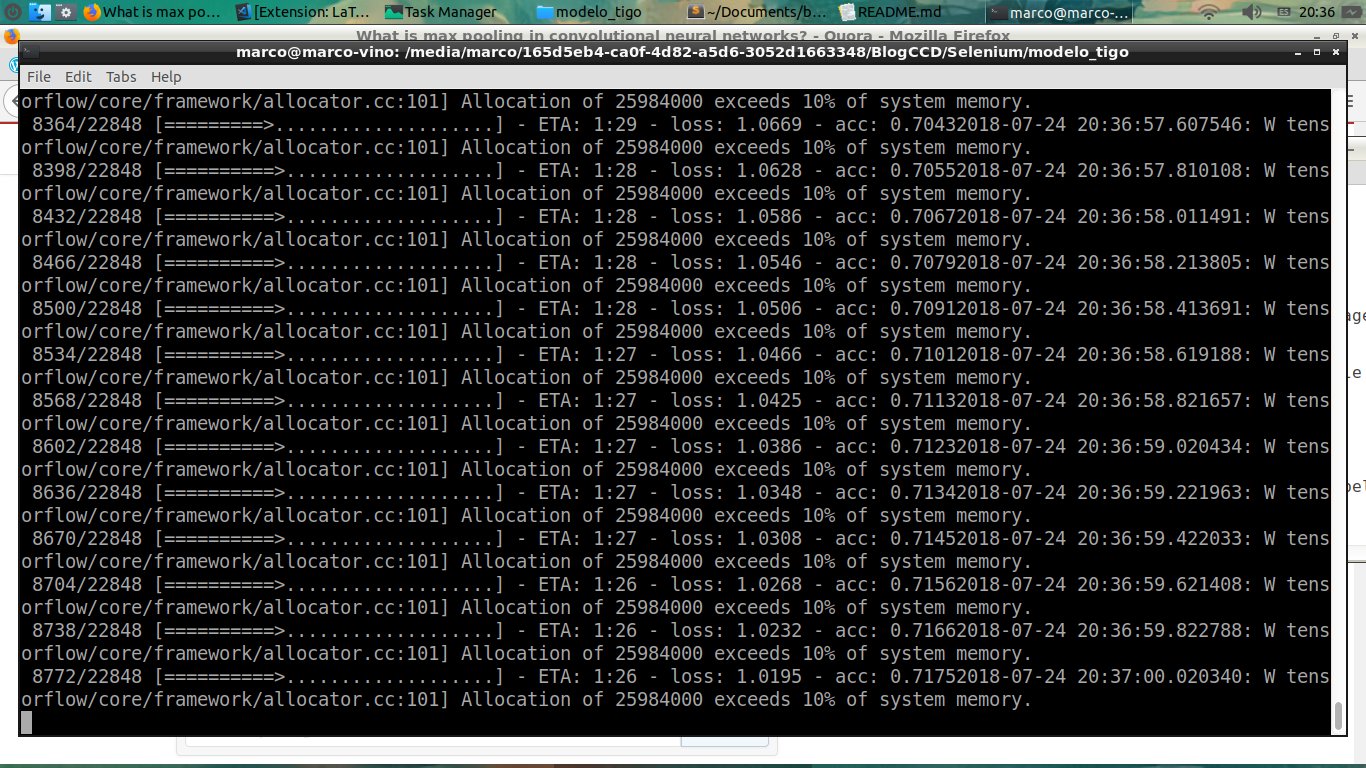 What is max po...
[Extension: LaT...
Task Manager
modelo_tigo
~/Documents/b...
README.md
marco@marco-...
ES
20:36
What is max pooling in convolutional neural networks? - Quora - Mozilla Firefox
marco@marco-vino: /media/marco/165d5eb4-ca0f-4d82-a5d6-3052d1663348/BlogCCD/Selenium/modelo_tigo
File Edit Tabs Help
orflow/core/framework/allocator.cc:101] Allocation of 25984000 exceeds 10% of system memory.
8364/22848 [=========>....................] - ETA: 1:29 - loss: 1.0669 - acc: 0.70432018-07-24 20:36:57.607546: W tens
orflow/core/framework/allocator.cc:101] Allocation of 25984000 exceeds 10% of system memory.
8398/22848 [==========>...................] - ETA: 1:28 - loss: 1.0628 - acc: 0.70552018-07-24 20:36:57.810108: W tens
orflow/core/framework/allocator.cc:101] Allocation of 25984000 exceeds 10% of system memory.
8432/22848 [==========>...................] - ETA: 1:28 - loss: 1.0586 - acc: 0.70672018-07-24 20:36:58.011491: W tens
orflow/core/framework/allocator.cc:101] Allocation of 25984000 exceeds 10% of system memory.
8466/22848 [==========>...................] - ETA: 1:28 - loss: 1.0546 - acc: 0.70792018-07-24 20:36:58.213805: W tens
orflow/core/framework/allocator.cc:101] Allocation of 25984000 exceeds 10% of system memory.
8500/22848 [==========>...................] - ETA: 1:28 - loss: 1.0506 - acc: 0.70912018-07-24 20:36:58.413691: W tens
orflow/core/framework/allocator.cc:101] Allocation of 25984000 exceeds 10% of system memory.
8534/22848 [==========>...................] - ETA: 1:27 - loss: 1.0466 - acc: 0.71012018-07-24 20:36:58.619188: W tens
orflow/core/framework/allocator.cc:101] Allocation of 25984000 exceeds 10% of system memory.
8568/22848 [==========>...................] - ETA: 1:27 - loss: 1.0425 - acc: 0.71132018-07-24 20:36:58.821657: W tens
orflow/core/framework/allocator.cc:101] Allocation of 25984000 exceeds 10% of system memory.
8602/22848 [==========>...................] - ETA: 1:27 - loss: 1.0386 - acc: 0.71232018-07-24 20:36:59.020434: W tens
orflow/core/framework/allocator.cc:101] Allocation of 25984000 exceeds 10% of system memory.
8636/22848 [==========>...................] - ETA: 1:27 - loss: 1.0348 - acc: 0.71342018-07-24 20:36:59.221963: W tens
orflow/core/framework/allocator.cc:101] Allocation of 25984000 exceeds 10% of system memory.
8670/22848 [==========>...................] - ETA: 1:27 - loss: 1.0308 - acc: 0.71452018-07-24 20:36:59.422033: W tens
orflow/core/framework/allocator.cc:101] Allocation of 25984000 exceeds 10% of system memory.
8704/22848 [==========>...................] - ETA: 1:26 - loss: 1.0268 - acc: 0.71562018-07-24 20:36:59.621408: W tens
orflow/core/framework/allocator.cc:101] Allocation of 25984000 exceeds 10% of system memory.
8738/22848 [==========>...................] - ETA: 1:26 - loss: 1.0232 - acc: 0.71662018-07-24 20:36:59.822788: W tens
orflow/core/framework/allocator.cc:101] Allocation of 25984000 exceeds 10% of system memory.
8772/22848 [==========>...................] - ETA: 1:26 - loss: 1.0195 - acc: 0.71752018-07-24 20:37:00.020340: W tens
orflow/core/framework/allocator.cc:101] Allocation of 25984000 exceeds 10% of system memory.